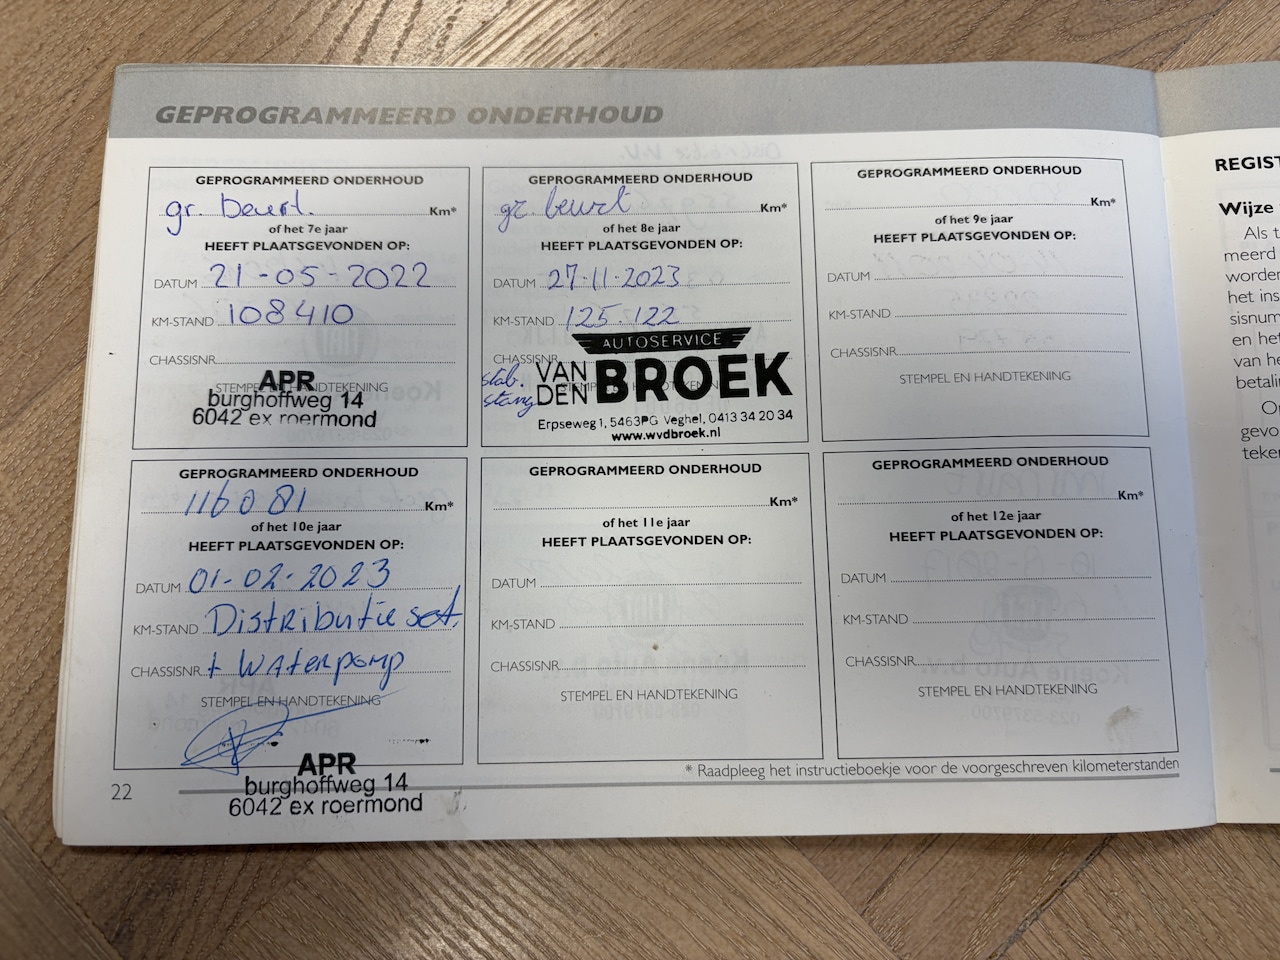 GEPROGRAMMEERD ONDERHOUD
GEPROGRAMMEERD ONDERHOUD
gr. beurt. Km*
of het 7e jaar
HEEFT PLAATSGEVONDEN OP:
DATUM 21-05-2022
KM-STAND 108410
CHASSISNR.
STEMPEL EN HANDTEKENING
APR
burghoffweg 14
6042 ex roermond
GEPROGRAMMEERD ONDERHOUD
gr. beurt Km*
of het 8e jaar
HEEFT PLAATSGEVONDEN OP:
DATUM 27-11-2023
KM-STAND 125.122
CHASSISNR.
stab.
stang
AUTOSERVICE
VAN DEN BROEK
Erpseweg 1, 5463PG Veghel, 0413 34 20 34
www.wvdbroek.nl
GEPROGRAMMEERD ONDERHOUD
Km*
of het 9e jaar
HEEFT PLAATSGEVONDEN OP:
DATUM
KM-STAND
CHASSISNR.
STEMPEL EN HANDTEKENING
GEPROGRAMMEERD ONDERHOUD
116081 Km*
of het 10e jaar
HEEFT PLAATSGEVONDEN OP:
DATUM 01-02-2023
KM-STAND Distributie set.
CHASSISNR. + Waterpomp
STEMPEL EN HANDTEKENING
APR
burghoffweg 14
6042 ex roermond
GEPROGRAMMEERD ONDERHOUD
Km*
of het 11e jaar
HEEFT PLAATSGEVONDEN OP:
DATUM
KM-STAND
CHASSISNR.
STEMPEL EN HANDTEKENING
GEPROGRAMMEERD ONDERHOUD
Km*
of het 12e jaar
HEEFT PLAATSGEVONDEN OP:
DATUM
KM-STAND
CHASSISNR.
STEMPEL EN HANDTEKENING
* Raadpleeg het instructieboekje voor de voorgeschreven kilometerstanden
22
REGIST
Wijze
Als t
meerd
worden
het ins
sisnum
en het
van he
betalin
On
gevo
teken